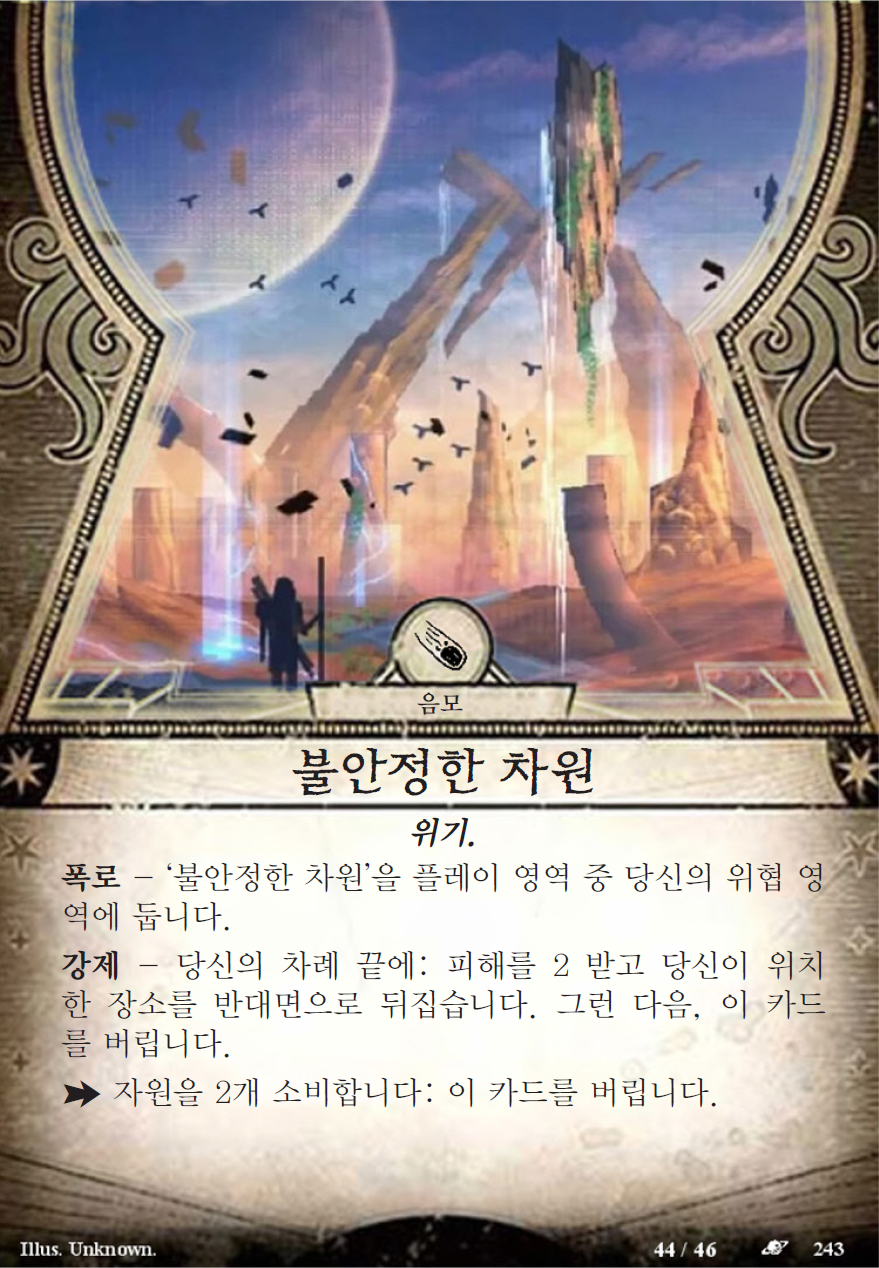 음모
불안정한 차원
위기.
폭로 – ‘불안정한 차원’을 플레이 영역 중 당신의 위협 영
역에 둡니다.
강제 – 당신의 차례 끝에: 피해를 2 받고 당신이 위치
한 장소를 반대면으로 뒤집습니다. 그런 다음, 이 카드
를 버립니다.
자원을 2개 소비합니다: 이 카드를 버립니다.
Illus. Unknown.
44 / 46
243